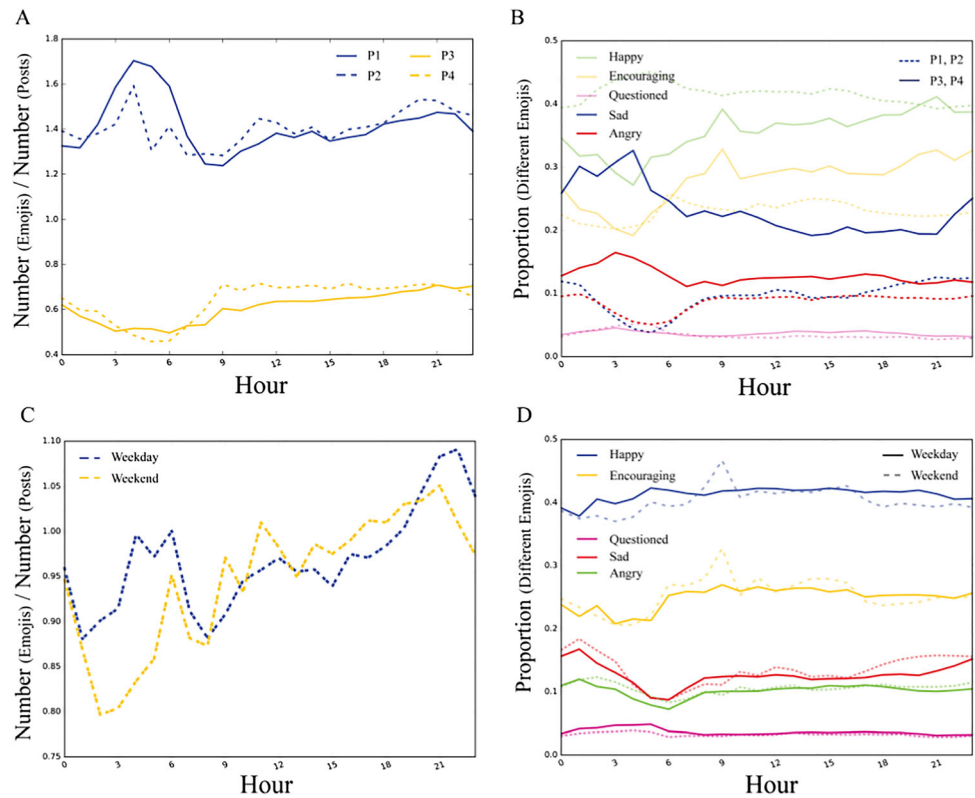 A
Number (Emojis) / Number (Posts)
1.8
1.6
1.4
1.2
1.0
0.8
0.6
0.4
P1 P3
P2 P4
0 3 6 9 12 15 18 21
Hour
B
Proportion (Different Emojis)
0.5
0.4
0.3
0.2
0.1
0.0
Happy
Encouraging
Questioned
Sad
Angry
P1, P2
P3, P4
0 3 6 9 12 15 18 21
Hour
C
Number (Emojis) / Number (Posts)
1.10
1.05
1.00
0.95
0.90
0.85
0.80
0.75
Weekday
Weekend
0 3 6 9 12 15 18 21
Hour
D
Proportion (Different Emojis)
0.5
0.4
0.3
0.2
0.1
0.0
Happy
Encouraging
Questioned
Sad
Angry
Weekday
Weekend
0 3 6 9 12 15 18 21
Hour